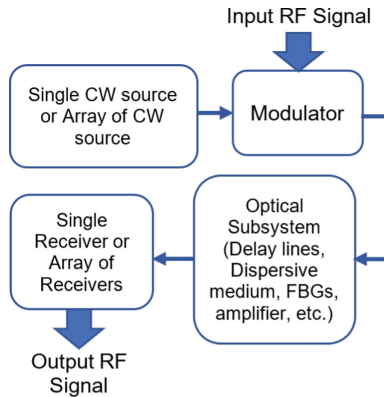 Input RF Signal
Single CW source
or Array of CW
source
Modulator
Optical
Subsystem
(Delay lines,
Dispersive
medium, FBGs,
amplifier, etc.)
Single
Receiver or
Array of
Receivers
Output RF
Signal